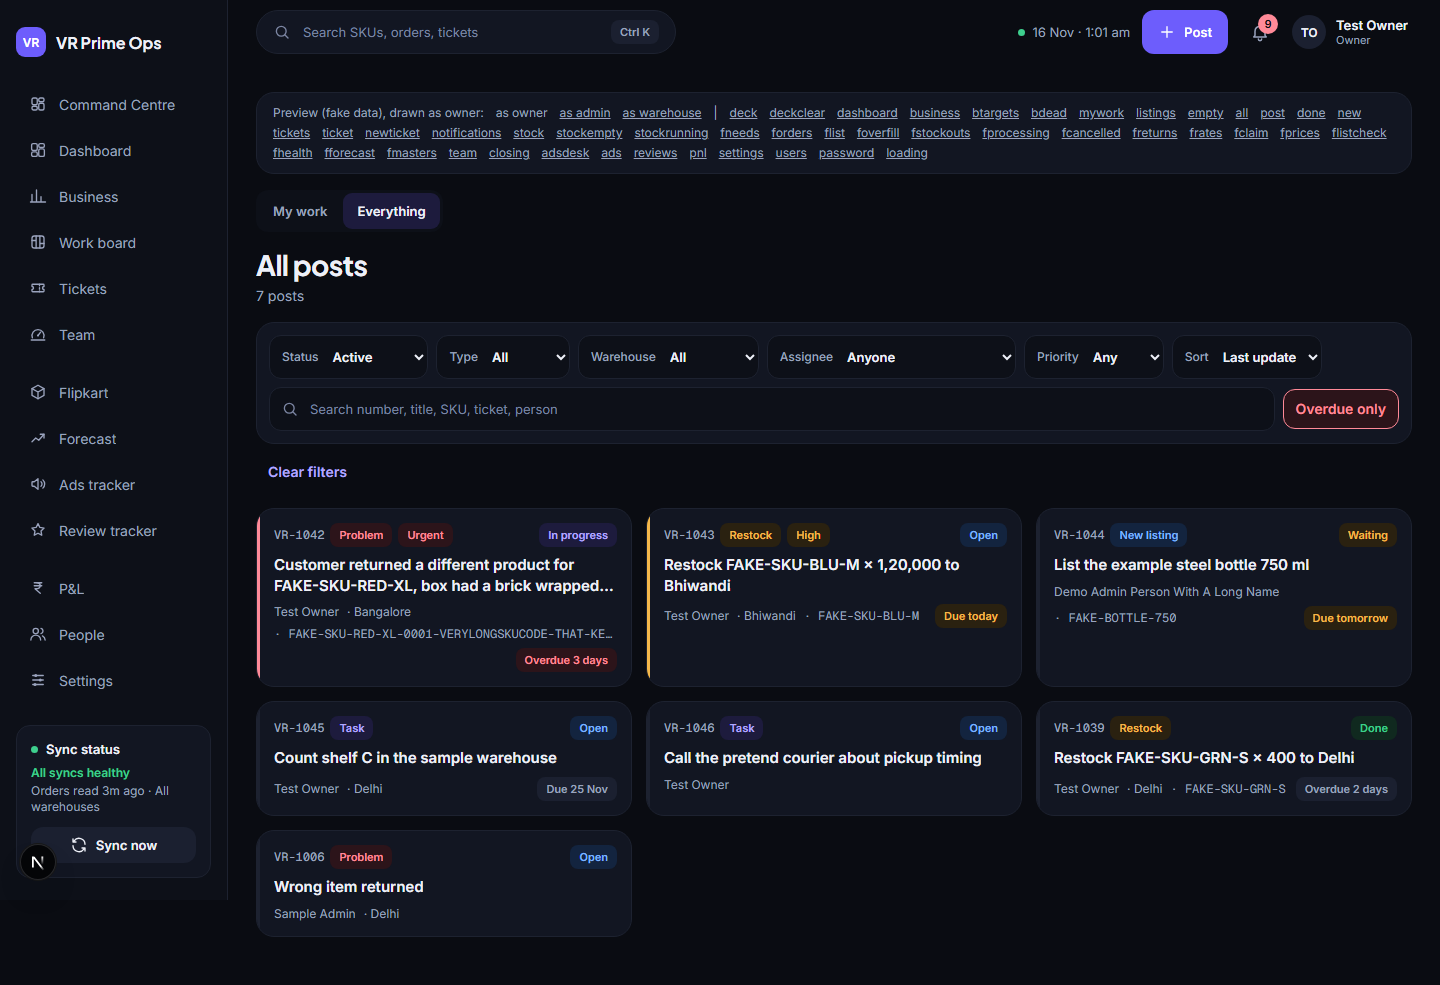 VR
VR Prime Ops
Search SKUs, orders, tickets
Ctrl K
16 Nov · 1:01 am
Post
9
TO
Test Owner
Owner
Command Centre
Dashboard
Business
Work board
Tickets
Team
Flipkart
Forecast
Ads tracker
Review tracker
P&L
People
Settings
Sync status
All syncs healthy
Orders read 3m ago · All
warehouses
Sync now
N
Preview (fake data), drawn as owner: as owner as admin as warehouse | deck deckclear dashboard business btargets bdead mywork listings empty all post done new
tickets ticket newticket notifications stock stockempty stockrunning fneeds forders flist foverfill fstockouts fprocessing fcancelled freturns frates fclaim fprices flistcheck
fhealth fforecast fmasters team closing adsdesk ads reviews pnl settings users password loading
My work Everything
All posts
7 posts
Status Active Type All Warehouse All Assignee Anyone Priority Any Sort Last update
Search number, title, SKU, ticket, person
Overdue only
Clear filters
VR-1042 Problem Urgent In progress
Customer returned a different product for
FAKE-SKU-RED-XL, box had a brick wrapped...
Test Owner · Bangalore
· FAKE-SKU-RED-XL-0001-VERYLONGSKUCODE-THAT-KE…
Overdue 3 days
VR-1043 Restock High Open
Restock FAKE-SKU-BLU-M × 1,20,000 to
Bhiwandi
Test Owner · Bhiwandi · FAKE-SKU-BLU-M Due today
VR-1044 New listing Waiting
List the example steel bottle 750 ml
Demo Admin Person With A Long Name
· FAKE-BOTTLE-750 Due tomorrow
VR-1045 Task Open
Count shelf C in the sample warehouse
Test Owner · Delhi Due 25 Nov
VR-1046 Task Open
Call the pretend courier about pickup timing
Test Owner
VR-1039 Restock Done
Restock FAKE-SKU-GRN-S × 400 to Delhi
Test Owner · Delhi · FAKE-SKU-GRN-S Overdue 2 days
VR-1006 Problem Open
Wrong item returned
Sample Admin · Delhi